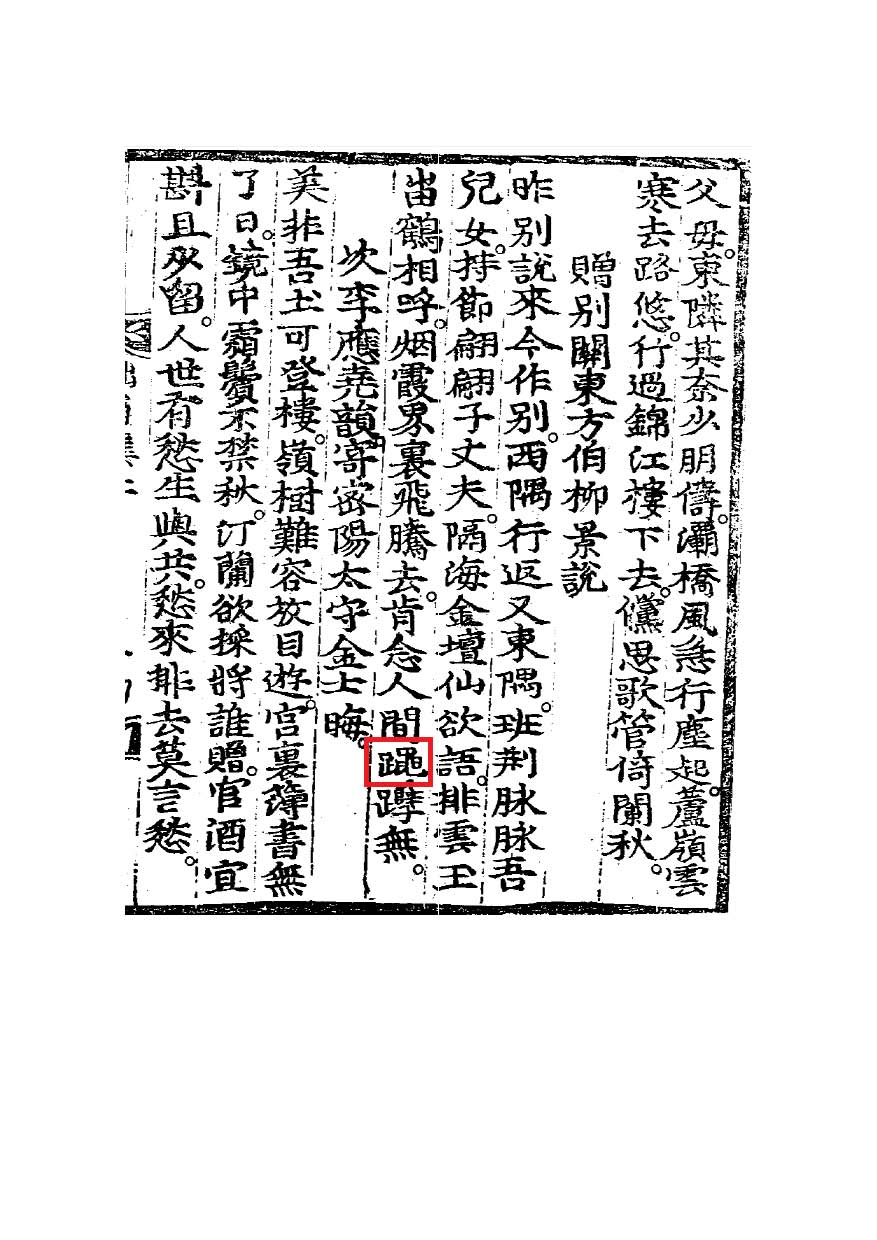 父母。東隣其奈少朋儔。灞橋風急行塵起。蘆嶺雲
寒去路悠。行過錦江樓下去。儻思歌管倚闌秋。
贈別關東方伯柳景說
昨別說來今作別。西隅行返又東隅。班荆脉脉吾
兒女。持節翩翩子丈夫。隔海金壇仙欲語。排雲玉
峀鶴相呼。烟霞界裏飛騰去。肯念人間躍無。
次李應堯韻寄密陽太守金士晦。
美非吾土可登樓。嶺樹難容放目遊。宮裏簿書無
了日。鏡中霜鬢不禁秋。汀蘭欲採將誰贈。官酒宜
斟且少留。人世有愁生與共。愁來排去莫言愁。